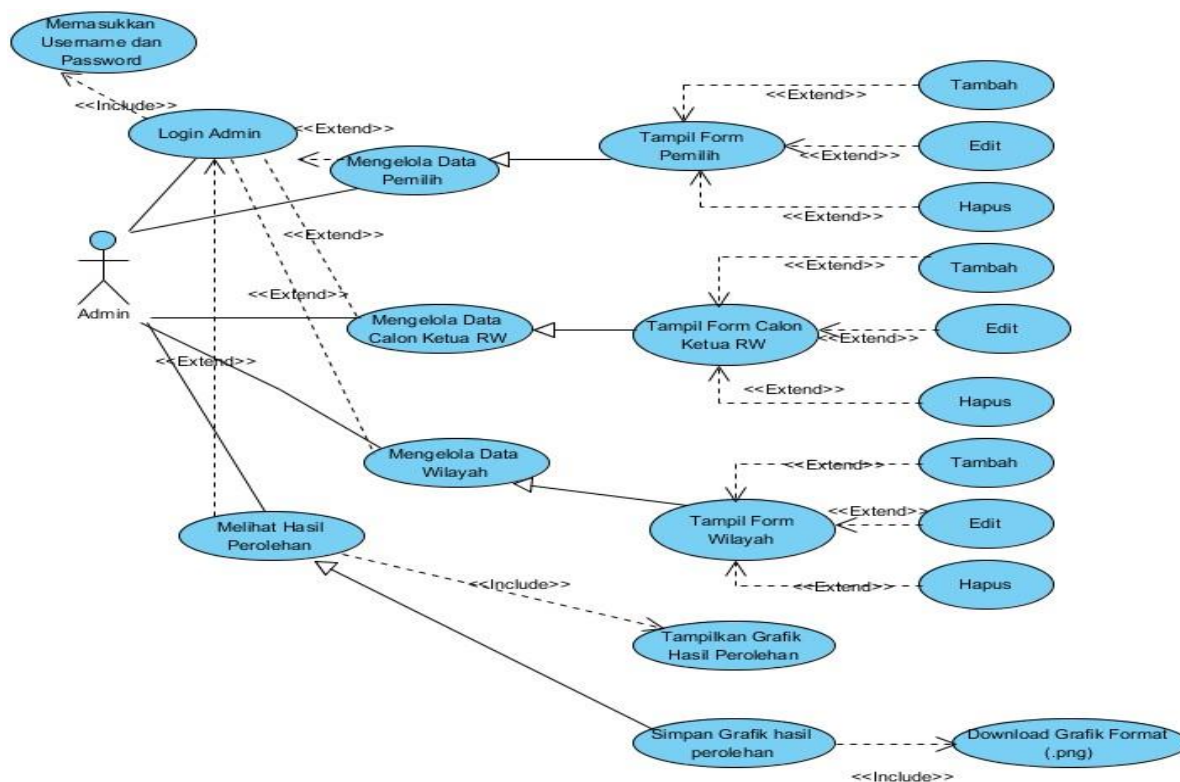 Memasukkan
Username dan
Password
<<Include>>
Login Admin
<<Extend>>
Mengelola Data
Pemilih
Tampil Form
Pemilih
<<Extend>>
Tambah
<<Extend>>
Edit
<<Extend>>
Hapus
<<Extend>>
<<Extend>>
<<Extend>>
Admin
Mengelola Data
Calon Ketua RW
Tampil Form Calon
Ketua RW
<<Extend>>
Tambah
<<Extend>>
Edit
<<Extend>>
Hapus
Mengelola Data
Wilayah
Tampil Form
Wilayah
<<Extend>>
Tambah
<<Extend>>
Edit
<<Extend>>
Hapus
Melihat Hasil
Perolehan
<<Include>>
Tampilkan Grafik
Hasil Perolehan
Simpan Grafik hasil
perolehan
<<Include>>
Download Grafik Format
(.png)